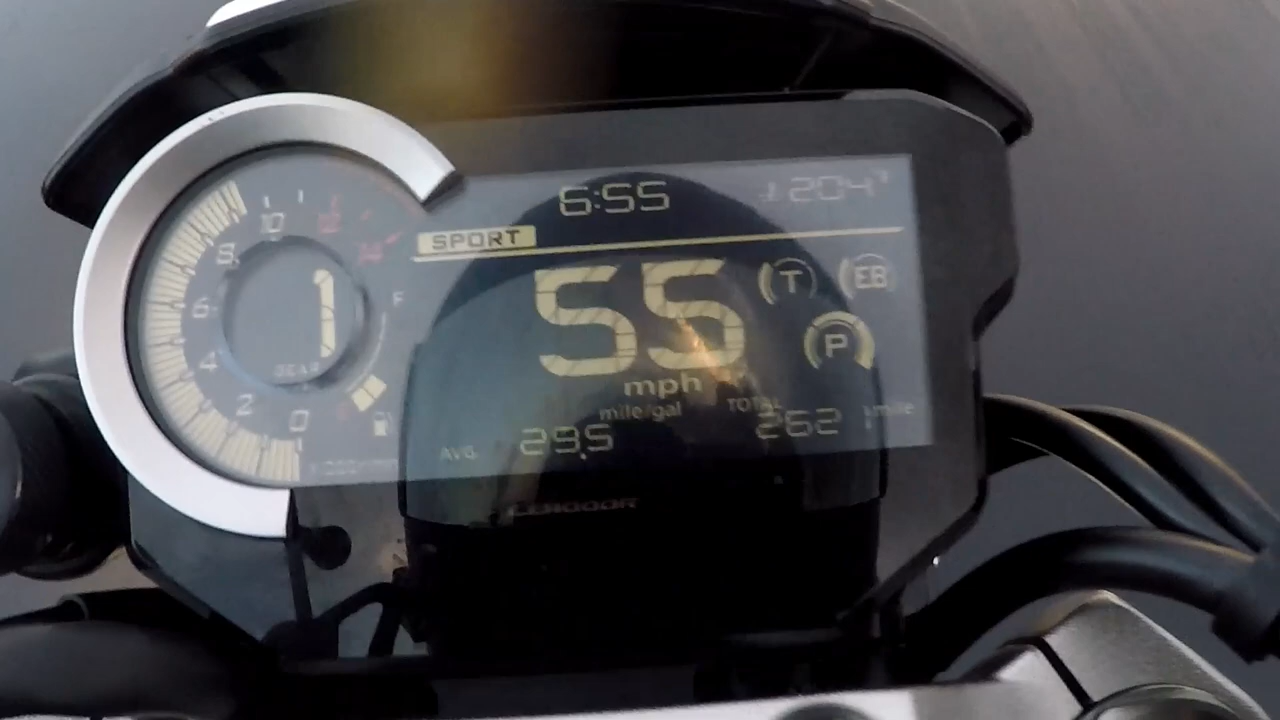 6:55
204
SPORT
55
mph
T
EB
P
mile/gal
TOTAL
AVG
29.5
262
mile
10
8
6
4
2
0
1
GEAR
F
CB1000R